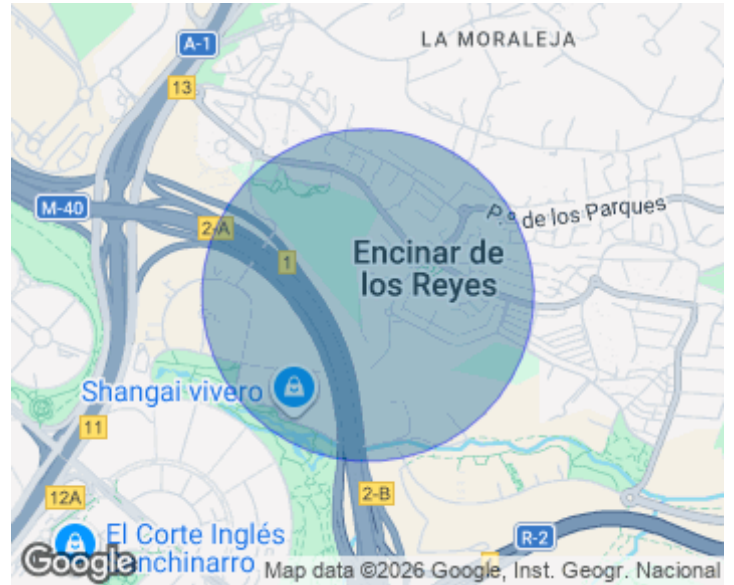 LA MORALEJA
A-1
13
M-40
2-A
1
P.º de los Parques
Encinar de
los Reyes
Shangai vivero
11
12A
2-B
R-2
El Corte Inglés
nchinarro
Google
Map data ©2026 Google, Inst. Geogr. Nacional